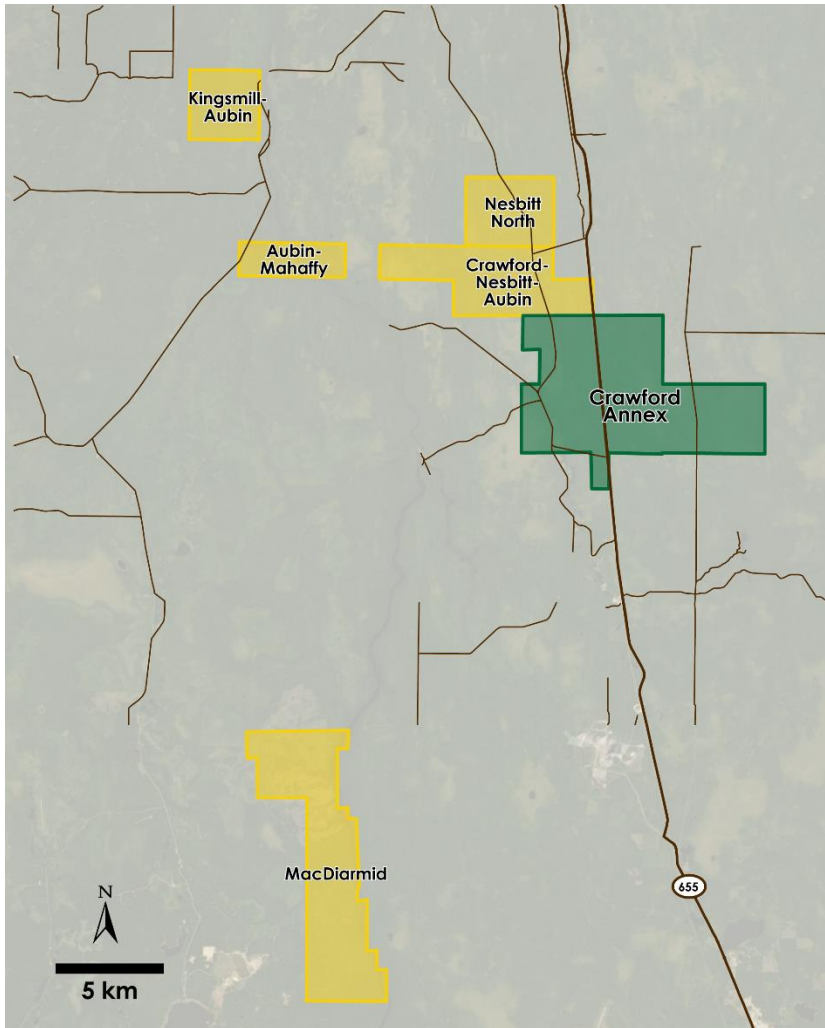 Kingsmill-
Aubin
Nesbitt
North
Aubin-
Mahaffy
Crawford-
Nesbitt-
Aubin
Crawford
Annex
MacDiarmid
N
655
5 km